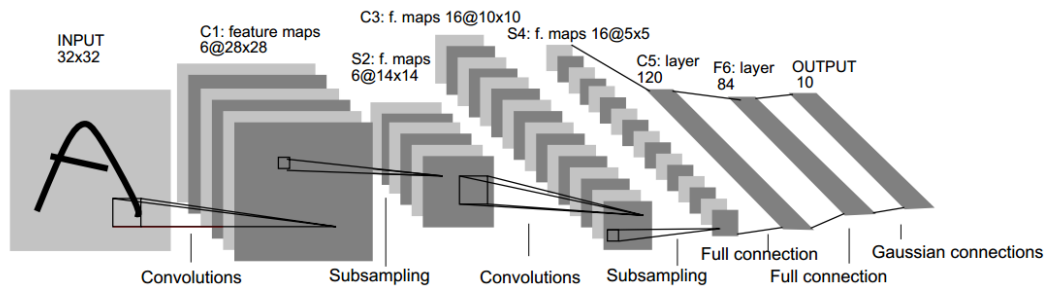 INPUT
32x32
C1: feature maps
6@28x28
S2: f. maps
6@14x14
C3: f. maps 16@10x10
S4: f. maps 16@5x5
C5: layer
120
F6: layer
84
OUTPUT
10
Convolutions
Subsampling
Convolutions
Subsampling
Full connection
Full connection
Gaussian connections